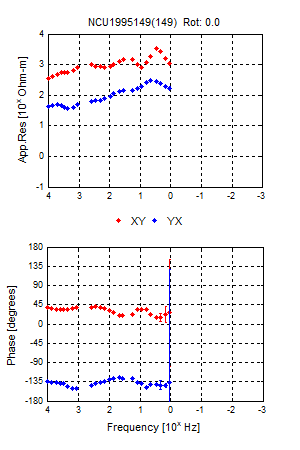 NCU1995149(149) Rot: 0.0
App.Res [10^x Ohm-m]
4
3
2
1
0
-1
4 3 2 1 0 -1 -2 -3
XY YX
Phase [degrees]
180
135
90
45
0
-45
-90
-135
-180
4 3 2 1 0 -1 -2 -3
Frequency [10^x Hz]